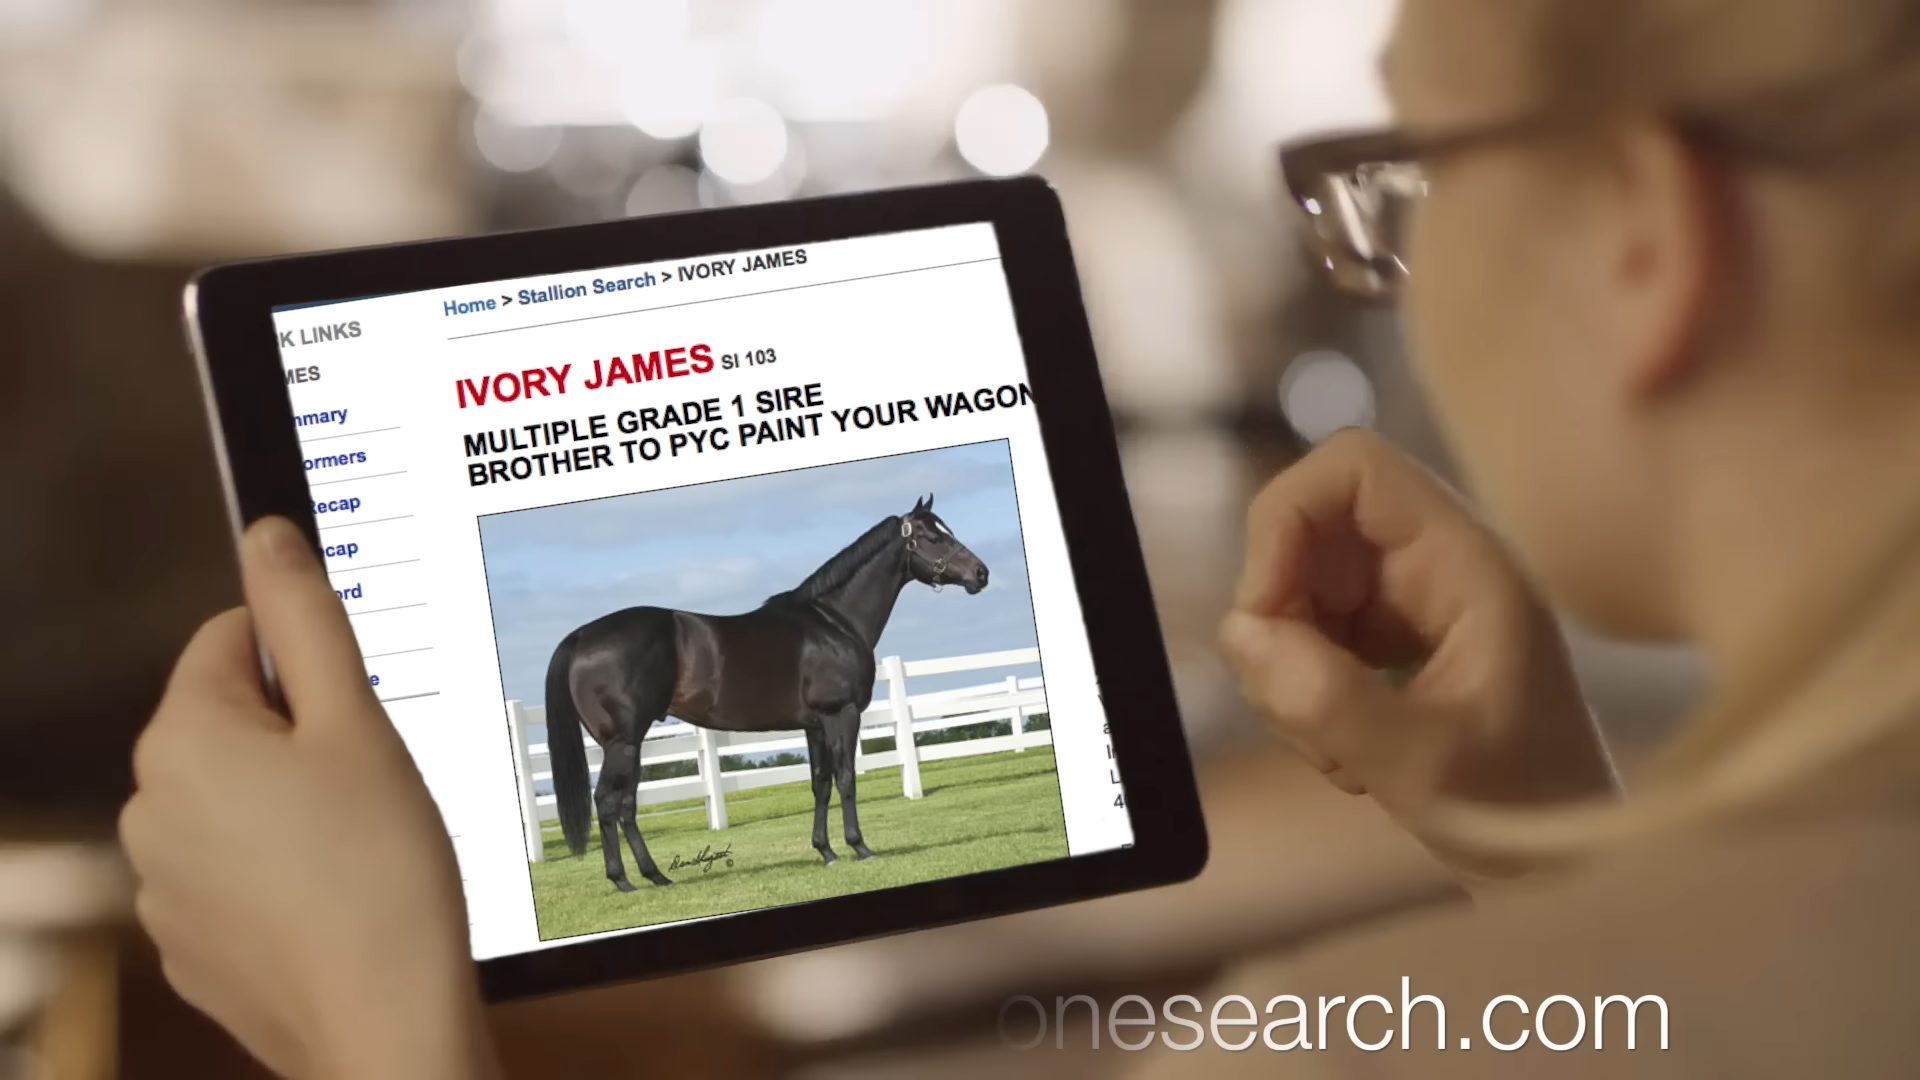 Home > Stallion Search > IVORY JAMES
K LINKS
MES
mmary
ormers
Recap
cap
ord
e
IVORY JAMES SI 103
MULTIPLE GRADE 1 SIRE
BROTHER TO PYC PAINT YOUR WAGON
onesearch.com